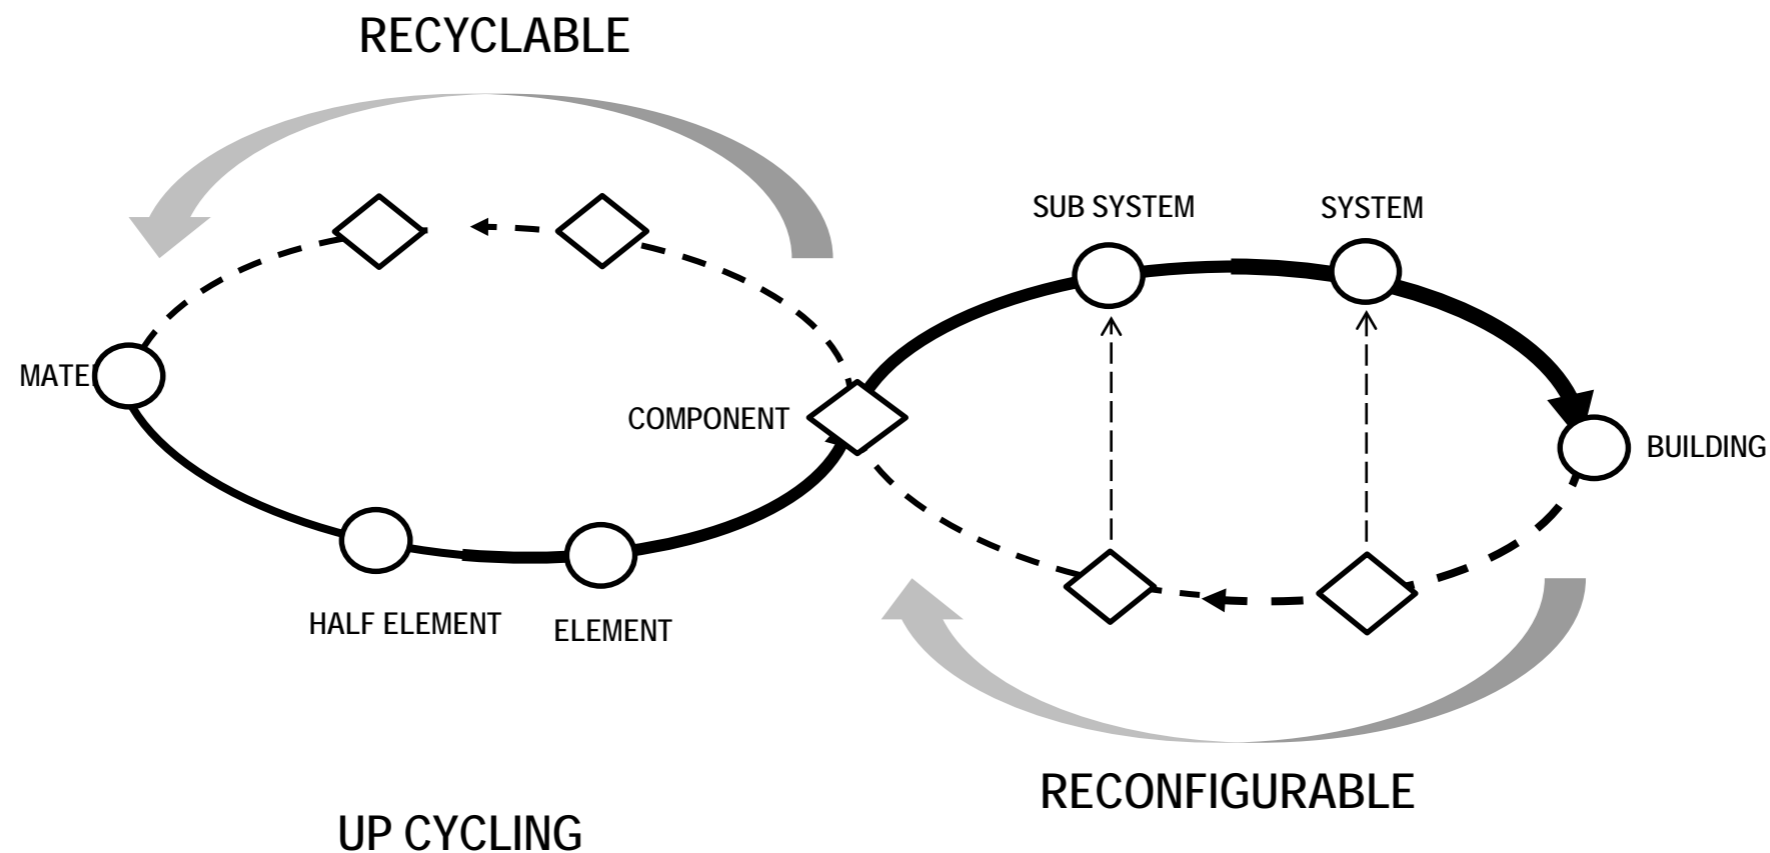 RECYCLABLE
SUB SYSTEM
SYSTEM
MATE
COMPONENT
BUILDING
HALF ELEMENT
ELEMENT
RECONFIGURABLE
UP CYCLING